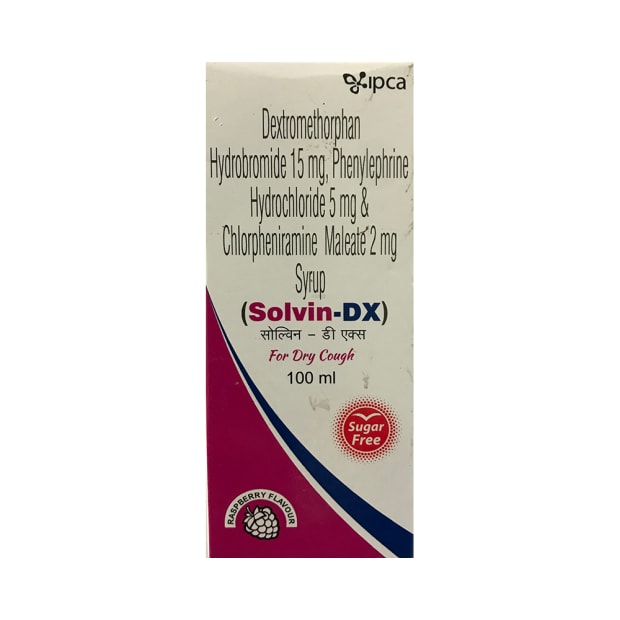 ipca
Dextromethorphan
Hydrobromide 15 mg, Phenylephrine
Hydrochloride 5 mg &
Chlorpheniramine Maleate 2 mg
Syrup
(Solvin-DX)
सोल्विन - डी एक्स
For Dry Cough
100 ml
Sugar
Free
RASPBERRY FLAVOUR